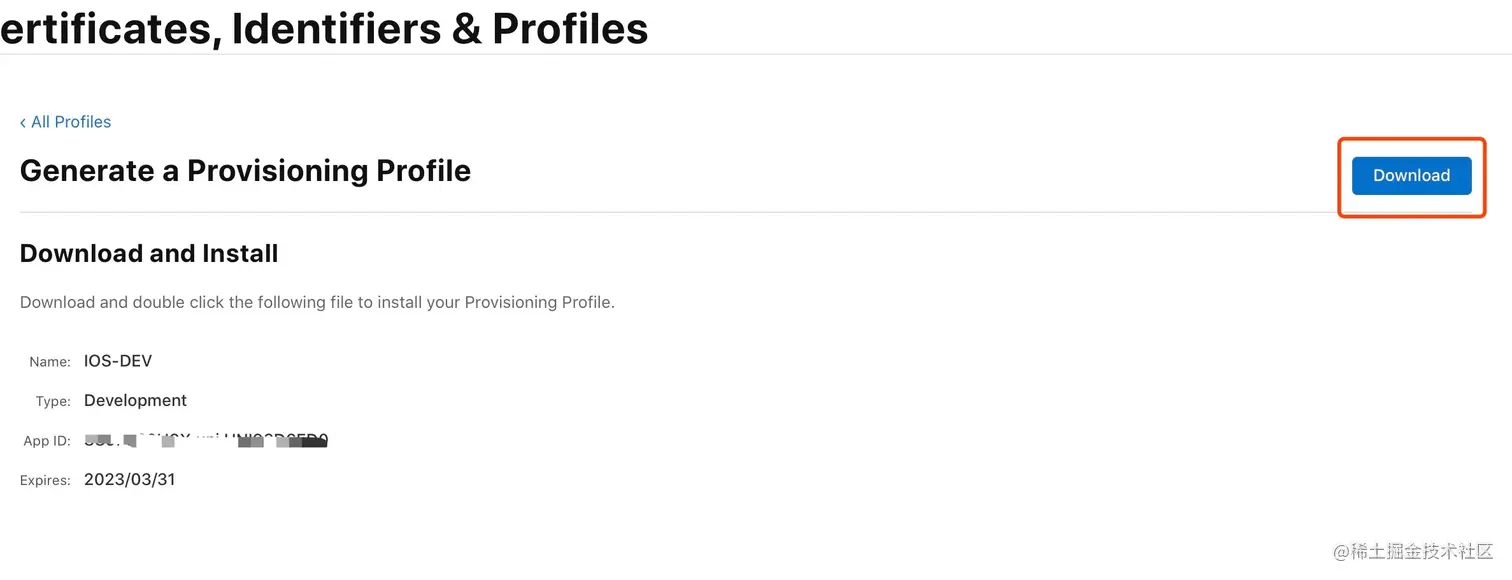 ertificates, Identifiers & Profiles
‹ All Profiles
Generate a Provisioning Profile
Download
Download and Install
Download and double click the following file to install your Provisioning Profile.
Name: IOS-DEV
Type: Development
App ID:
Expires: 2023/03/31
@稀土掘金技术社区